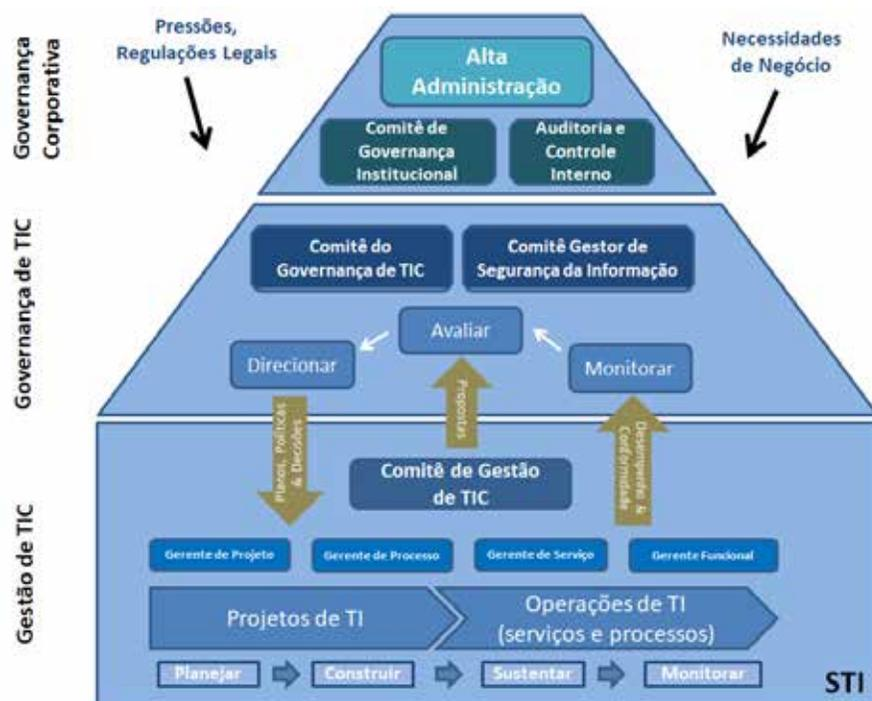 Pressões,
Regulações Legais
Necessidades
de Negócio
Governança
Corporativa
Alta
Administração
Comitê de
Governança
Institucional
Auditoria e
Controle
Interno
Governança de TIC
Comitê do
Governança de TIC
Comitê Gestor de
Segurança da Informação
Avaliar
Direcionar
Monitorar
Planos, Políticas
& Decisões
Propostas
Desempenho &
Conformidade
Gestão de TIC
Comitê de Gestão
de TIC
Gerente de Projeto
Gerente de Processo
Gerente de Serviço
Gerente Funcional
Projetos de TI
Operações de TI
(serviços e processos)
Planejar
Construir
Sustentar
Monitorar
STI